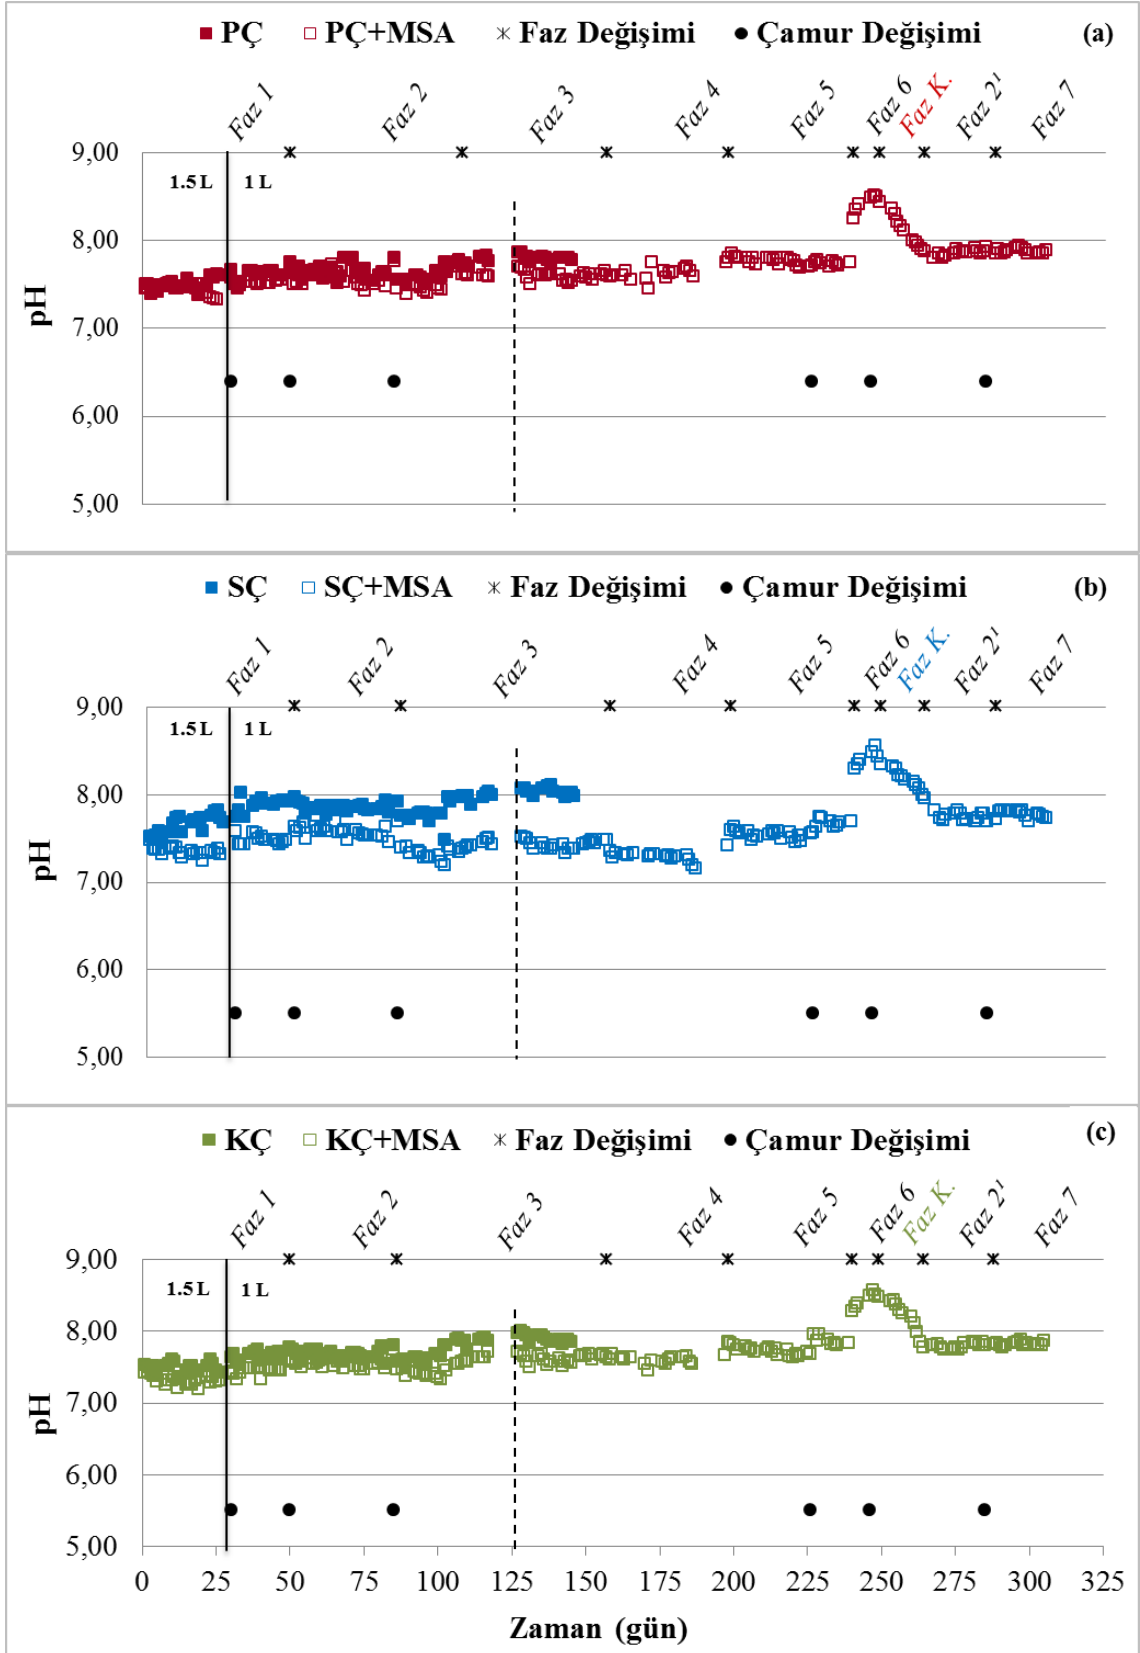 PÇ PÇ+MSA Faz Değişimi Çamur Değişimi (a)
Faz 1 Faz 2 Faz 3 Faz 4 Faz 5 Faz 6 Faz K. Faz 2¹ Faz 7
9,00
1.5 L 1 L
8,00
pH
7,00
6,00
5,00
SÇ SÇ+MSA Faz Değişimi Çamur Değişimi (b)
Faz 1 Faz 2 Faz 3 Faz 4 Faz 5 Faz 6 Faz K. Faz 2¹ Faz 7
9,00
1.5 L 1 L
8,00
pH
7,00
6,00
5,00
KÇ KÇ+MSA Faz Değişimi Çamur Değişimi (c)
Faz 1 Faz 2 Faz 3 Faz 4 Faz 5 Faz 6 Faz K. Faz 2¹ Faz 7
9,00
1.5 L 1 L
8,00
pH
7,00
6,00
5,00
0 25 50 75 100 125 150 175 200 225 250 275 300 325
Zaman (gün)